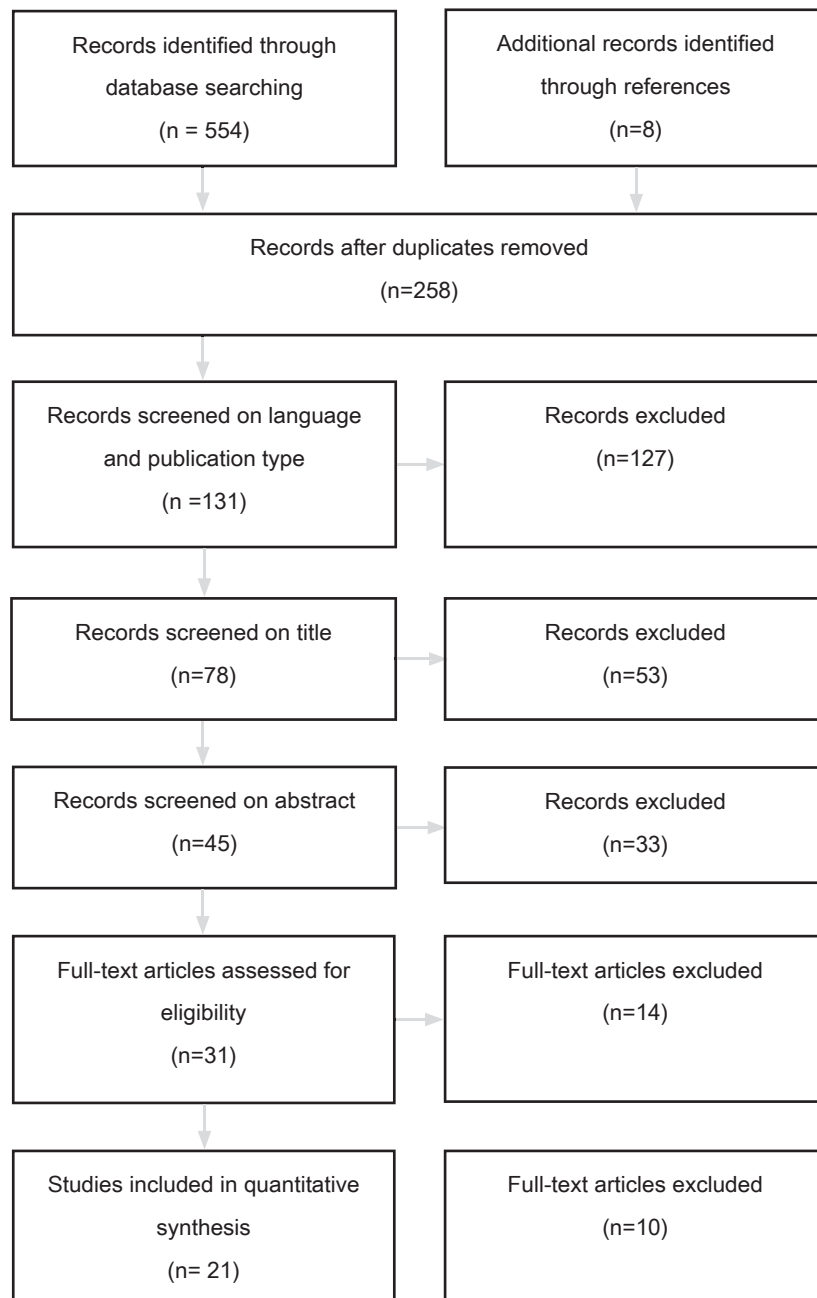 Records identified through
database searching
(n = 554)
Additional records identified
through references
(n=8)
Records after duplicates removed
(n=258)
Records screened on language
and publication type
(n =131)
Records excluded
(n=127)
Records screened on title
(n=78)
Records excluded
(n=53)
Records screened on abstract
(n=45)
Records excluded
(n=33)
Full-text articles assessed for
eligibility
(n=31)
Full-text articles excluded
(n=14)
Studies included in quantitative
synthesis
(n= 21)
Full-text articles excluded
(n=10)